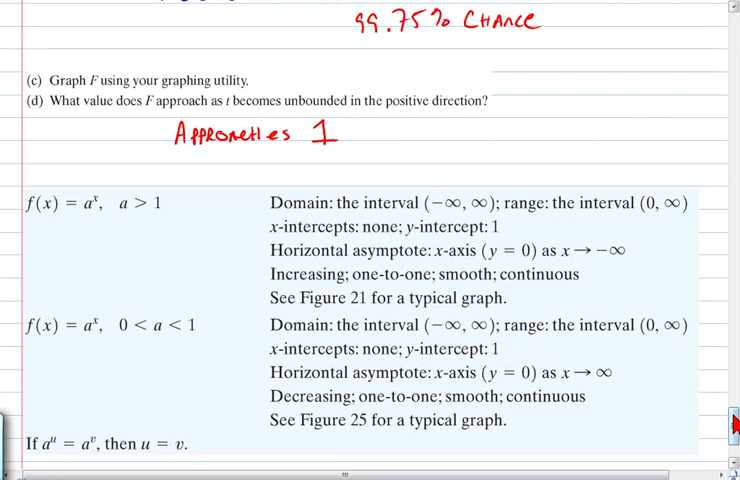 99.75% CHANCE
(c) Graph F using your graphing utility.
(d) What value does F approach as t becomes unbounded in the positive direction?
APPROACHES 1
f(x) = aˣ, a > 1 Domain: the interval (−∞, ∞); range: the interval (0, ∞)
x-intercepts: none; y-intercept: 1
Horizontal asymptote: x-axis (y = 0) as x → −∞
Increasing; one-to-one; smooth; continuous
See Figure 21 for a typical graph.
f(x) = aˣ, 0 < a < 1 Domain: the interval (−∞, ∞); range: the interval (0, ∞)
x-intercepts: none; y-intercept: 1
Horizontal asymptote: x-axis (y = 0) as x → ∞
Decreasing; one-to-one; smooth; continuous
See Figure 25 for a typical graph.
If aᵘ = aᵛ, then u = v.